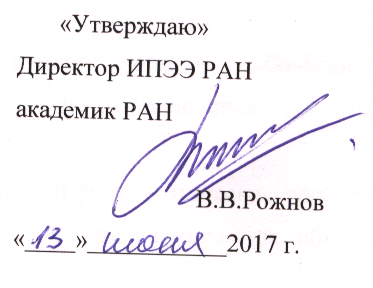 «Утверждаю»
Директор ИПЭЭ РАН
академик РАН
В.В.Рожнов
«13» июня 2017 г.